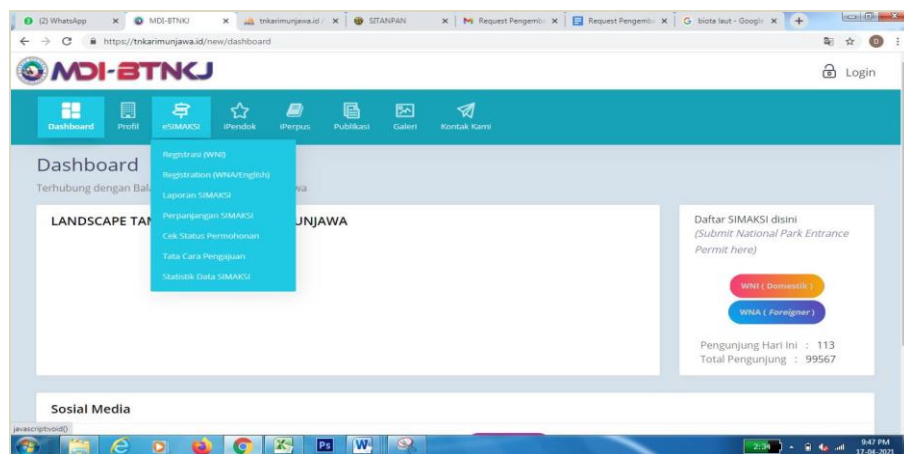 (2) WhatsApp
MDI-BTNKJ
tnkarimunjawa.id /
SITANPAN
Request Pengemb
Request Pengemb
biota laut - Google
https://tnkarimunjawa.id/new/dashboard
MDI-BTNKJ
Login
Dashboard
Profil
eSIMAKSI
iPendok
iPerpus
Publikasi
Galeri
Kontak Kami
Registrasi (WNI)
Registration (WNA/English)
Laporan SIMAKSI
Perpanjangan SIMAKSI
Cek Status Permohonan
Tata Cara Pengajuan
Statistik Data SIMAKSI
Dashboard
Terhubung dengan Bal wa
LANDSCAPE TA UNJAWA
Daftar SIMAKSI disini
(Submit National Park Entrance
Permit here)
WNI ( Domestik )
WNA ( Foreigner )
Pengunjung Hari Ini : 113
Total Pengunjung : 99567
Sosial Media
javascript:void()
2:34
9:47 PM
17-04-2021